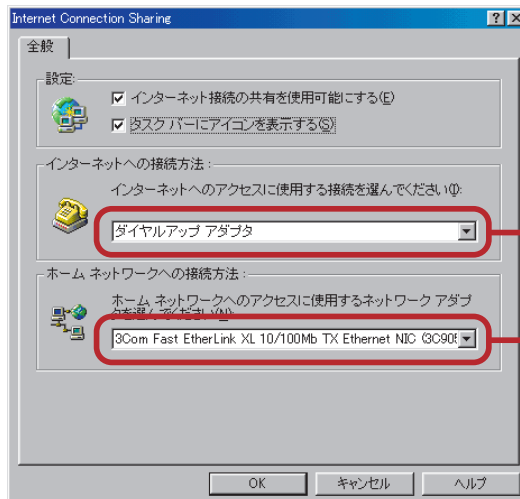 Internet Connection Sharing
全般
設定:
インターネット接続の共有を使用可能にする(E)
タスク バーにアイコンを表示する(S)
インターネットへの接続方法:
インターネットへのアクセスに使用する接続を選んでください(I):
ダイヤルアップ アダプタ
ホーム ネットワークへの接続方法:
ホーム ネットワークへのアクセスに使用するネットワーク アダプ
タを選んでください(N):
3Com Fast EtherLink XL 10/100Mb TX Ethernet NIC (3C905
OK
キャンセル
ヘルプ